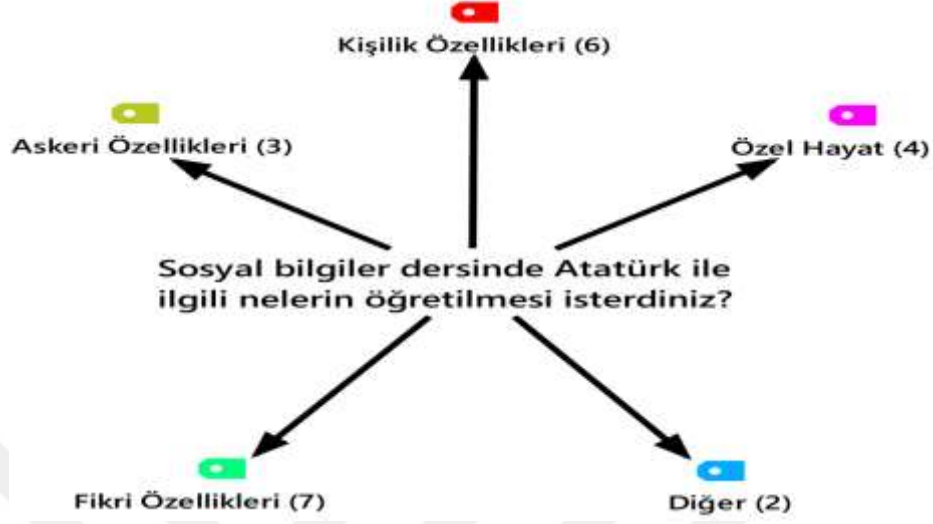 Kişilik Özellikleri (6)
Askeri Özellikleri (3)
Özel Hayat (4)
Sosyal bilgiler dersinde Atatürk ile
ilgili nelerin öğretilmesi isterdiniz?
Fikri Özellikleri (7)
Diğer (2)